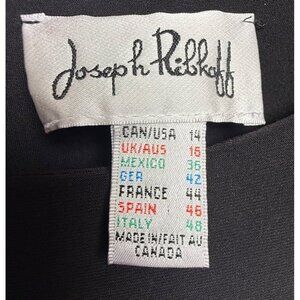 Joseph Ribkoff
CAN/USA 14
UK/AUS 16
MEXICO 36
GER 42
FRANCE 44
SPAIN 46
ITALY 48
MADE IN/FAIT AU
CANADA